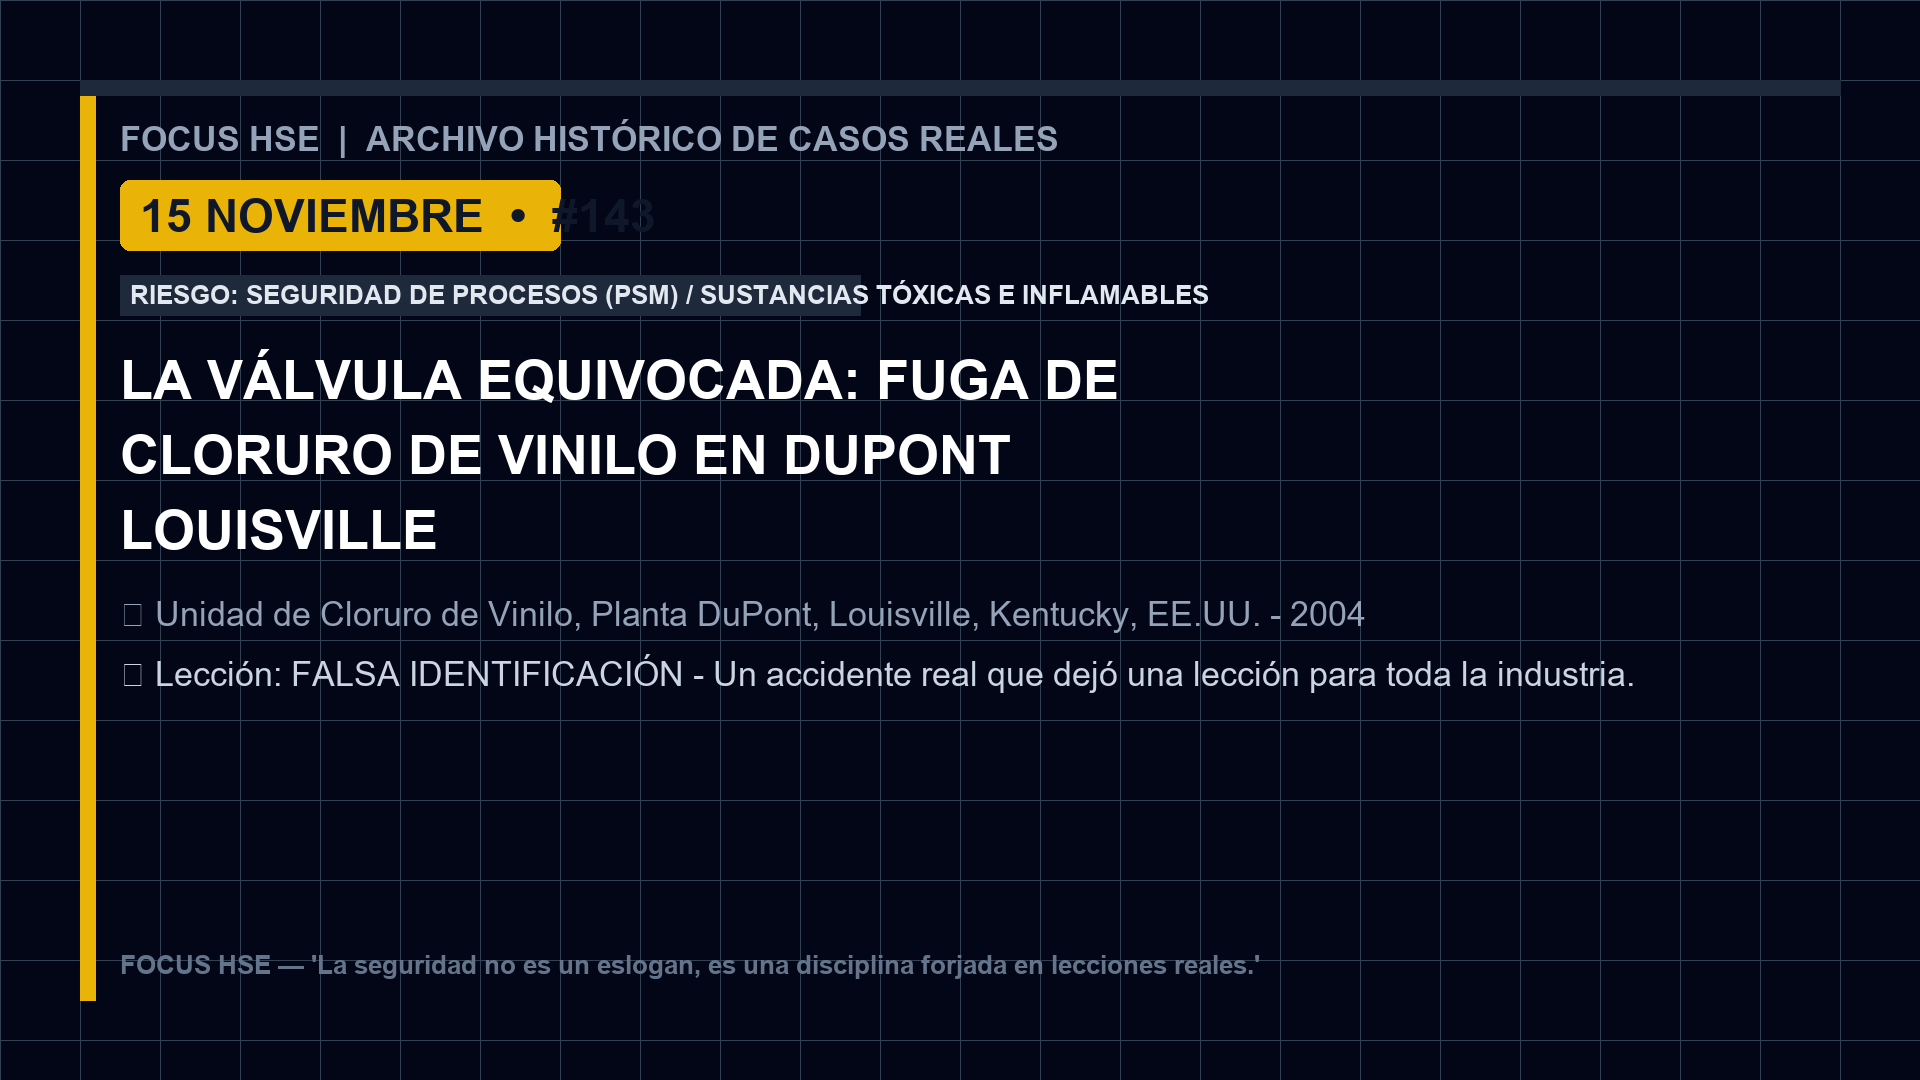 FOCUS HSE | ARCHIVO HISTÓRICO DE CASOS REALES
15 NOVIEMBRE • #143
RIESGO: SEGURIDAD DE PROCESOS (PSM) / SUSTANCIAS TÓXICAS E INFLAMABLES
LA VÁLVULA EQUIVOCADA: FUGA DE
CLORURO DE VINILO EN DUPONT
LOUISVILLE
Unidad de Cloruro de Vinilo, Planta DuPont, Louisville, Kentucky, EE.UU. - 2004
Lección: FALSA IDENTIFICACIÓN - Un accidente real que dejó una lección para toda la industria.
FOCUS HSE — 'La seguridad no es un eslogan, es una disciplina forjada en lecciones reales.'